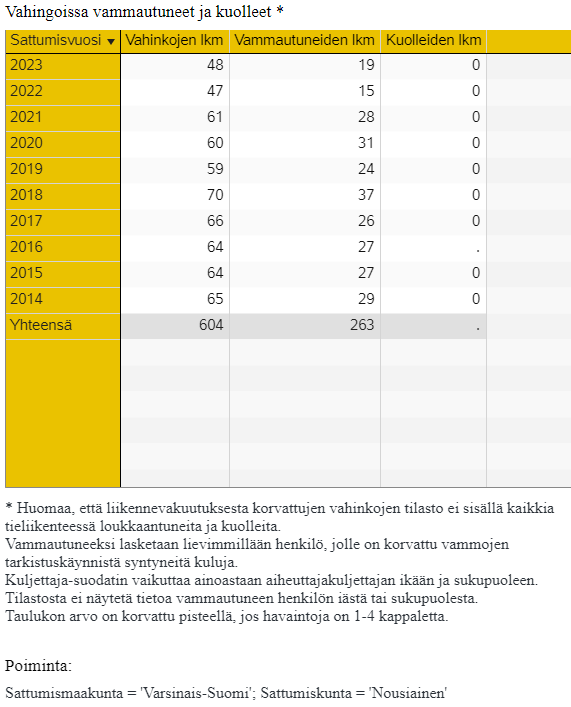 Vahingoissa vammautuneet ja kuolleet *
Sattumisvuosi ▼ Vahinkojen lkm Vammautuneiden lkm Kuolleiden lkm
2023 48 19 0
2022 47 15 0
2021 61 28 0
2020 60 31 0
2019 59 24 0
2018 70 37 0
2017 66 26 0
2016 64 27 .
2015 64 27 0
2014 65 29 0
Yhteensä 604 263 .
* Huomaa, että liikennevakuutuksesta korvattujen vahinkojen tilasto ei sisällä kaikkia
tieliikenteessä loukkaantuneita ja kuolleita.
Vammautuneeksi lasketaan lievimmillään henkilö, jolle on korvattu vammojen
tarkistuskäynnistä syntyneitä kuluja.
Kuljettaja-suodatin vaikuttaa ainoastaan aiheuttajakuljettajan ikään ja sukupuoleen.
Tilastosta ei näytetä tietoa vammautuneen henkilön iästä tai sukupuolesta.
Taulukon arvo on korvattu pisteellä, jos havaintoja on 1-4 kappaletta.
Poiminta:
Sattumismaakunta = 'Varsinais-Suomi'; Sattumiskunta = 'Nousiainen'